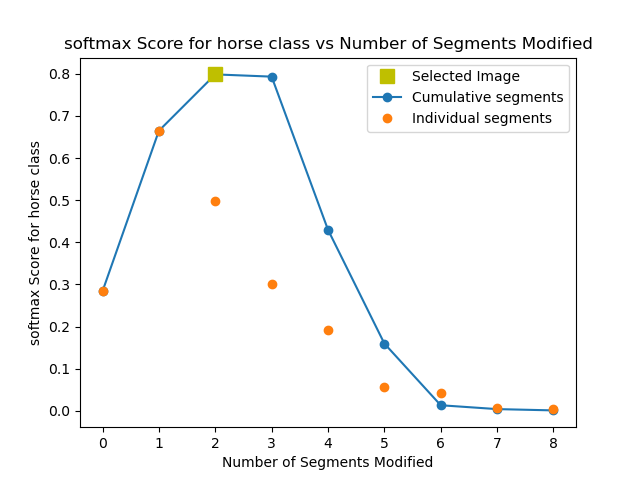 softmax Score for horse class vs Number of Segments Modified
Selected Image
Cumulative segments
Individual segments
softmax Score for horse class
0.8
0.7
0.6
0.5
0.4
0.3
0.2
0.1
0.0
0 1 2 3 4 5 6 7 8
Number of Segments Modified